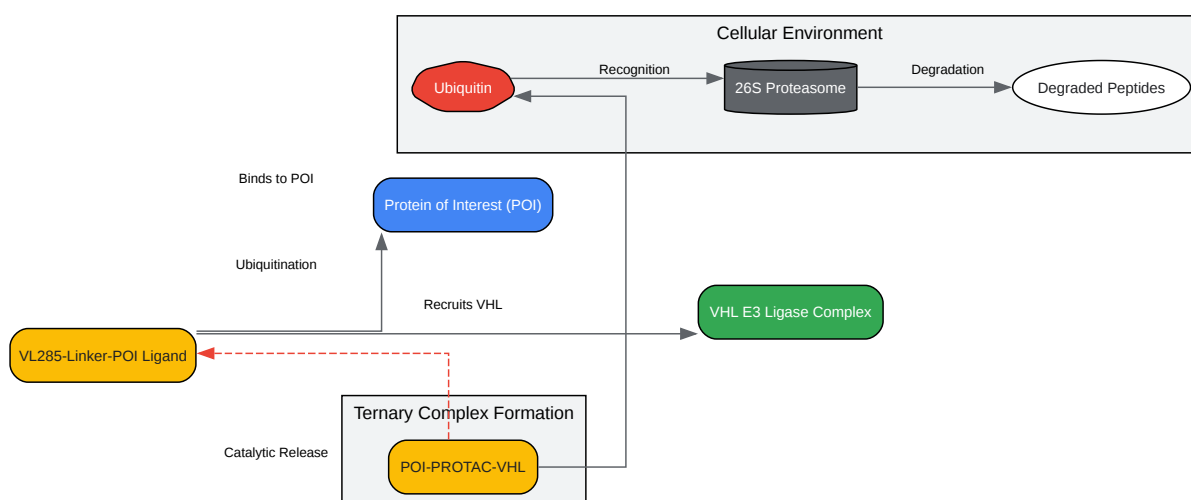 Cellular Environment
Ubiquitin
Recognition
26S Proteasome
Degradation
Degraded Peptides
Binds to POI
Protein of Interest (POI)
Ubiquitination
Recruits VHL
VHL E3 Ligase Complex
VL285-Linker-POI Ligand
Ternary Complex Formation
Catalytic Release
POI-PROTAC-VHL